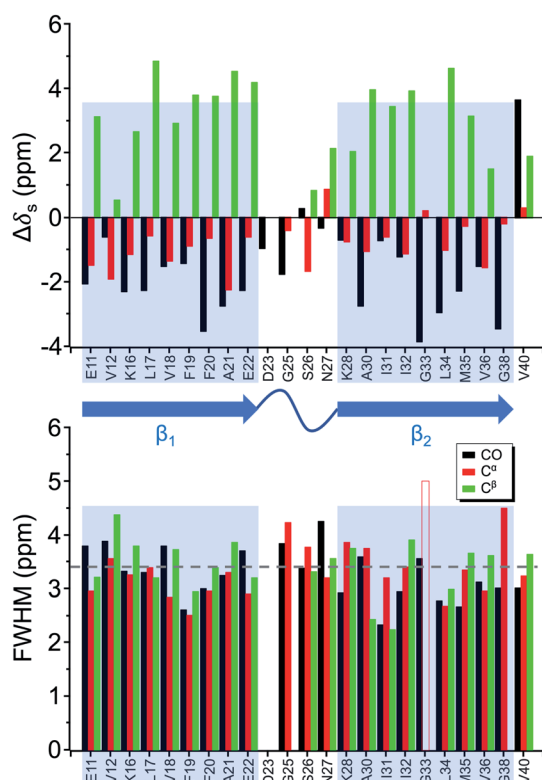 6
4
2
0
-2
-4
Δδs (ppm)
E11
V12
K16
L17
V18
F19
F20
A21
E22
D23
G25
S26
N27
K28
A30
I31
I32
G33
L34
M35
V36
G38
V40
β1
β2
6
5
4
3
2
1
0
FWHM (ppm)
CO
Cα
Cβ
E11
V12
K16
L17
V18
F19
F20
A21
E22
D23
G25
S26
N27
K28
A30
I31
I32
G33
L34
M35
V36
G38
V40